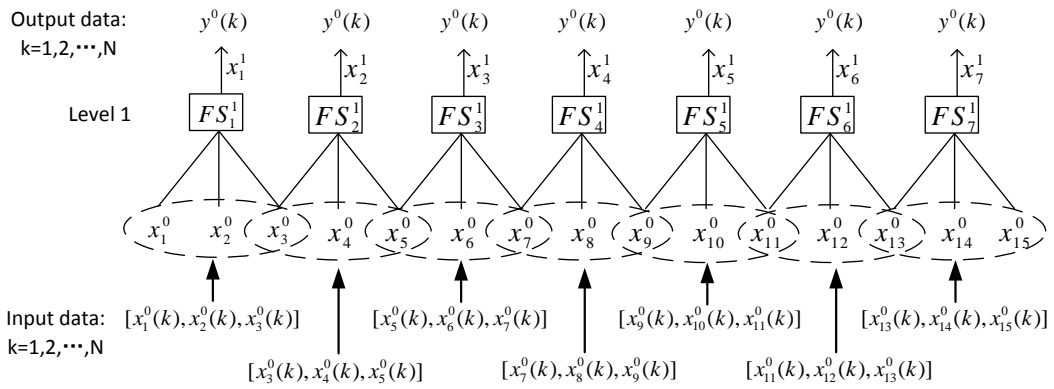 Output data:
k=1,2,⋯,N
y⁰(k) y⁰(k) y⁰(k) y⁰(k) y⁰(k) y⁰(k) y⁰(k)
x₁¹ x₂¹ x₃¹ x₄¹ x₅¹ x₆¹ x₇¹
Level 1
FS₁¹ FS₂¹ FS₃¹ FS₄¹ FS₅¹ FS₆¹ FS₇¹
x₁⁰ x₂⁰ x₃⁰ x₄⁰ x₅⁰ x₆⁰ x₇⁰ x₈⁰ x₉⁰ x₁₀⁰ x₁₁⁰ x₁₂⁰ x₁₃⁰ x₁₄⁰ x₁₅⁰
Input data:
k=1,2,⋯,N
[x₁⁰(k), x₂⁰(k), x₃⁰(k)] [x₅⁰(k), x₆⁰(k), x₇⁰(k)] [x₉⁰(k), x₁₀⁰(k), x₁₁⁰(k)] [x₁₃⁰(k), x₁₄⁰(k), x₁₅⁰(k)]
[x₃⁰(k), x₄⁰(k), x₅⁰(k)] [x₇⁰(k), x₈⁰(k), x₉⁰(k)] [x₁₁⁰(k), x₁₂⁰(k), x₁₃⁰(k)]